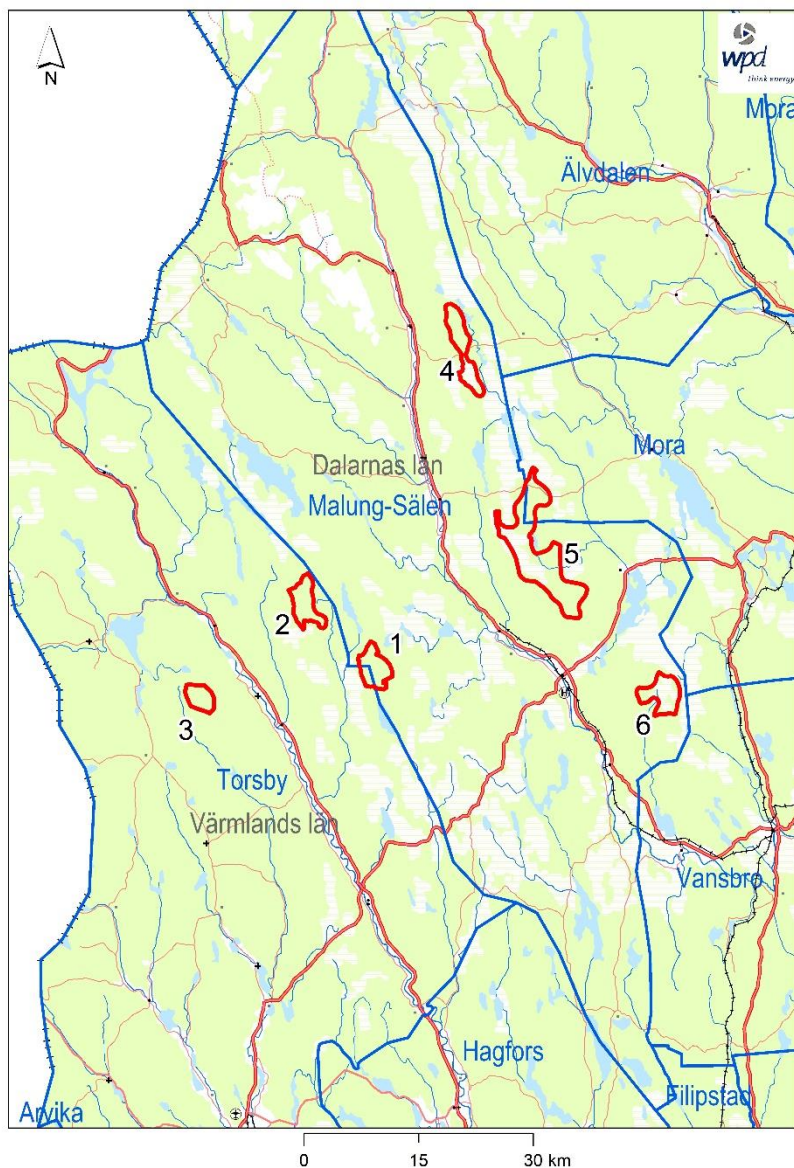 N
wpd
think energy
Mora
Älvdalen
4
Mora
Dalarnas län
Malung-Sälen
5
2
1
3
6
Torsby
Värmlands län
Vansbro
Hagfors
Filipstad
Arvika
0 15 30 km